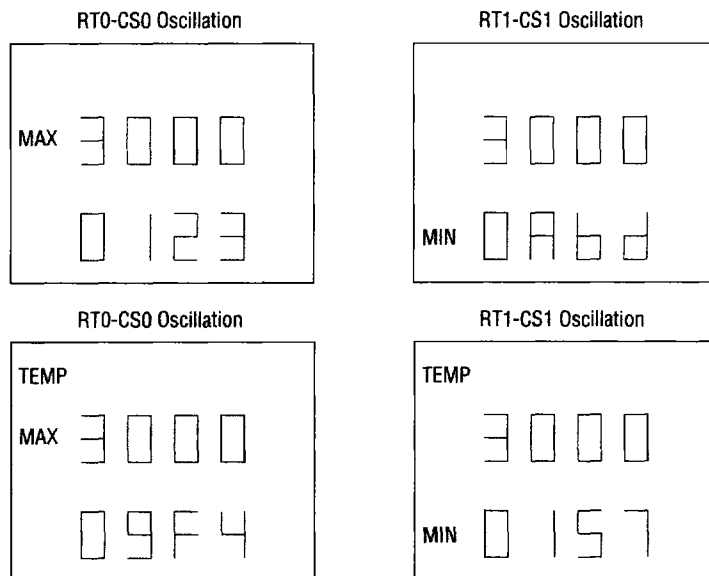 RT0-CS0 Oscillation
MAX 3000
0123
RT1-CS1 Oscillation
3000
MIN 0Abd
RT0-CS0 Oscillation
TEMP
MAX 3000
09F4
RT1-CS1 Oscillation
TEMP
3000
MIN 0157